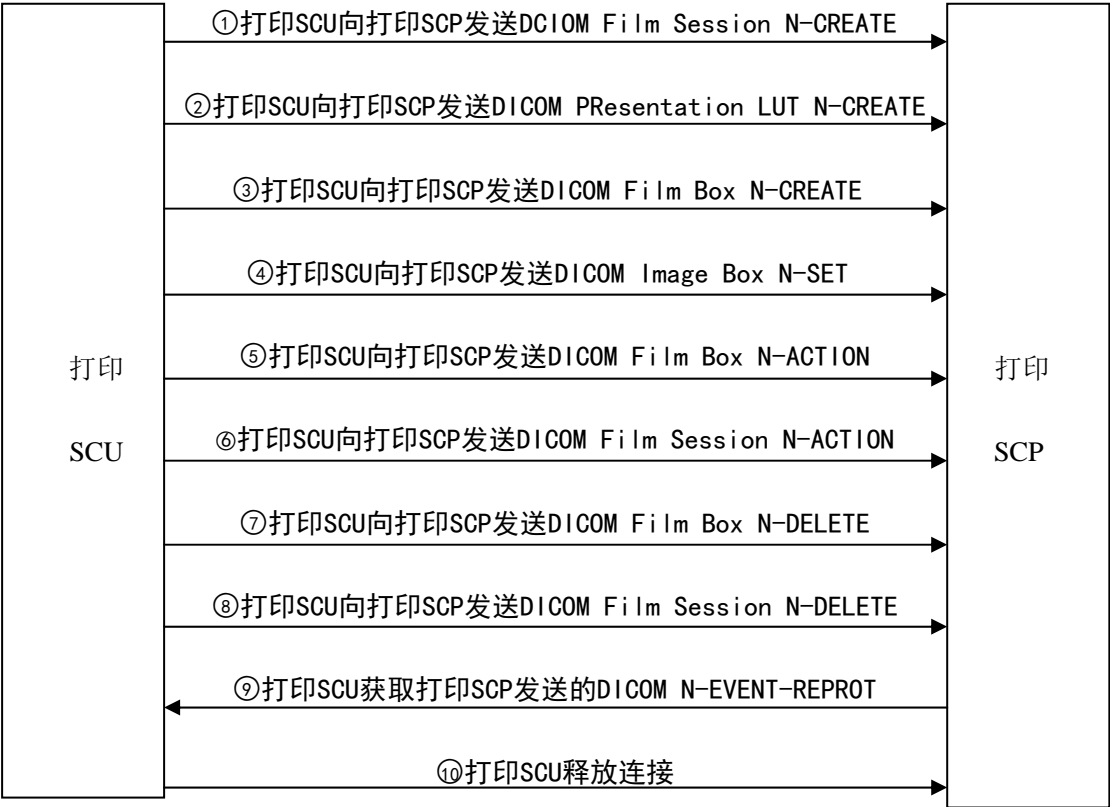 ①打印SCU向打印SCP发送DCIOM Film Session N-CREATE
②打印SCU向打印SCP发送DICOM PResentation LUT N-CREATE
③打印SCU向打印SCP发送DICOM Film Box N-CREATE
④打印SCU向打印SCP发送DICOM Image Box N-SET
⑤打印SCU向打印SCP发送DICOM Film Box N-ACTION
打印
打印
⑥打印SCU向打印SCP发送DICOM Film Session N-ACTION
SCU
SCP
⑦打印SCU向打印SCP发送DICOM Film Box N-DELETE
⑧打印SCU向打印SCP发送DICOM Film Session N-DELETE
⑨打印SCU获取打印SCP发送的DICOM N-EVENT-REPROT
⑩打印SCU释放连接